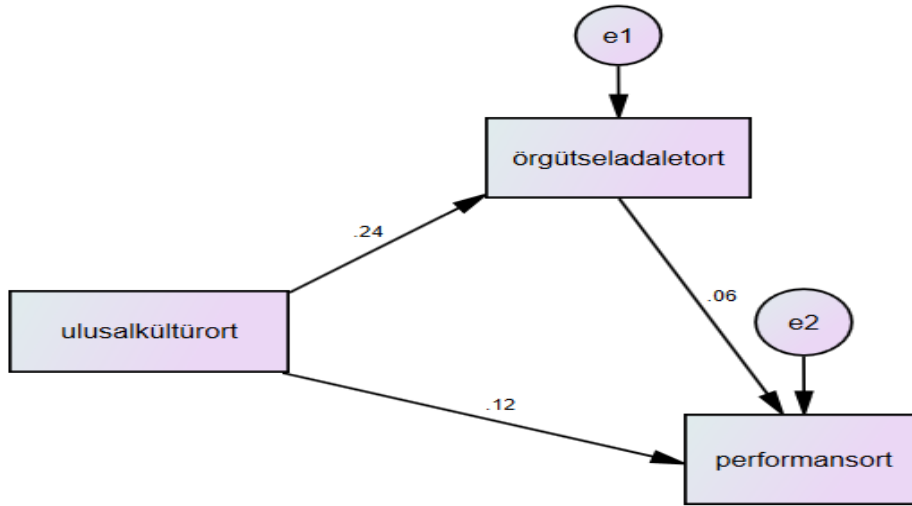 e1
örgütseladaletort
.24
ulusalkültürort
.06
e2
.12
performansort